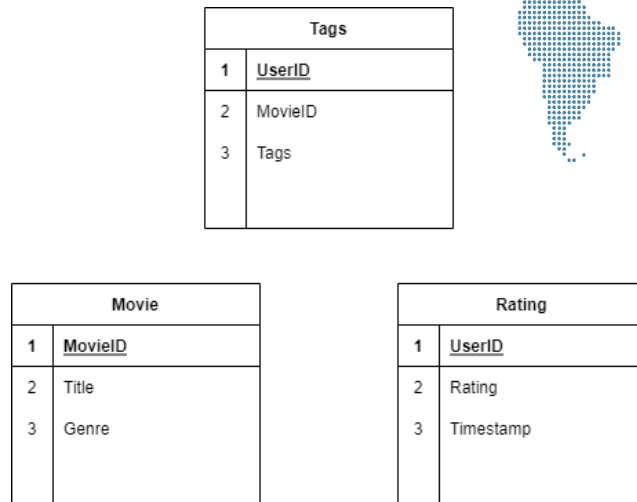 Tags
1 UserID
2 MovieID
3 Tags
Movie
1 MovieID
2 Title
3 Genre
Rating
1 UserID
2 Rating
3 Timestamp